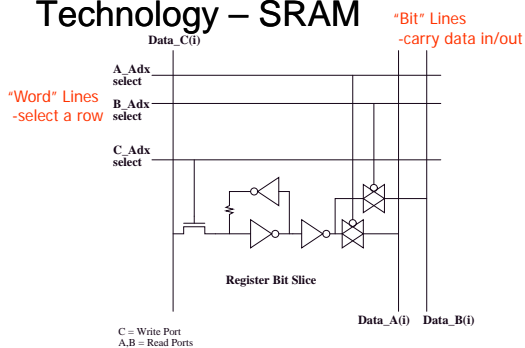 Technology – SRAM
"Bit" Lines
-carry data in/out
Data_C(i)
A_Adx
select
"Word" Lines
-select a row
B_Adx
select
C_Adx
select
Register Bit Slice
Data_A(i) Data_B(i)
C = Write Port
A,B = Read Ports